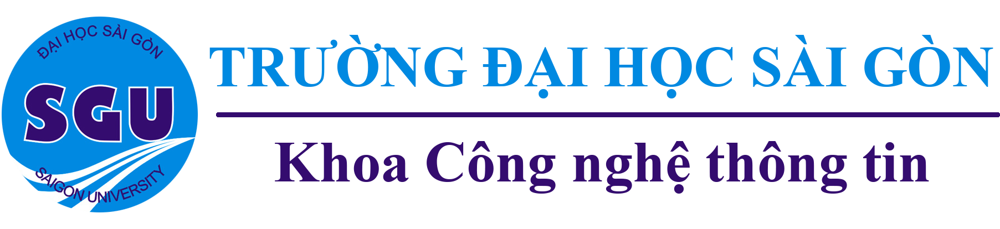 ĐẠI HỌC SÀI GÒN
SGU
SAIGON UNIVERSITY
TRƯỜNG ĐẠI HỌC SÀI GÒN
Khoa Công nghệ thông tin